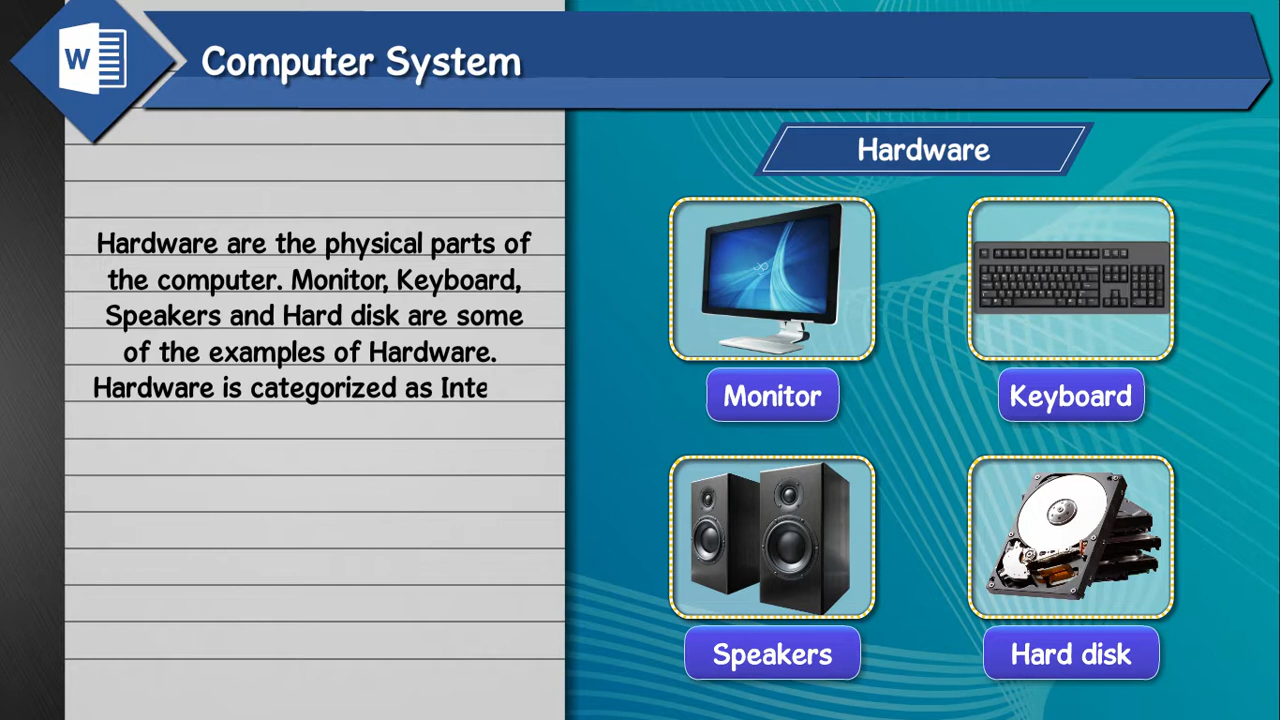 W
Computer System
Hardware are the physical parts of
the computer. Monitor, Keyboard,
Speakers and Hard disk are some
of the examples of Hardware.
Hardware is categorized as Inte
Hardware
Monitor
Keyboard
Speakers
Hard disk